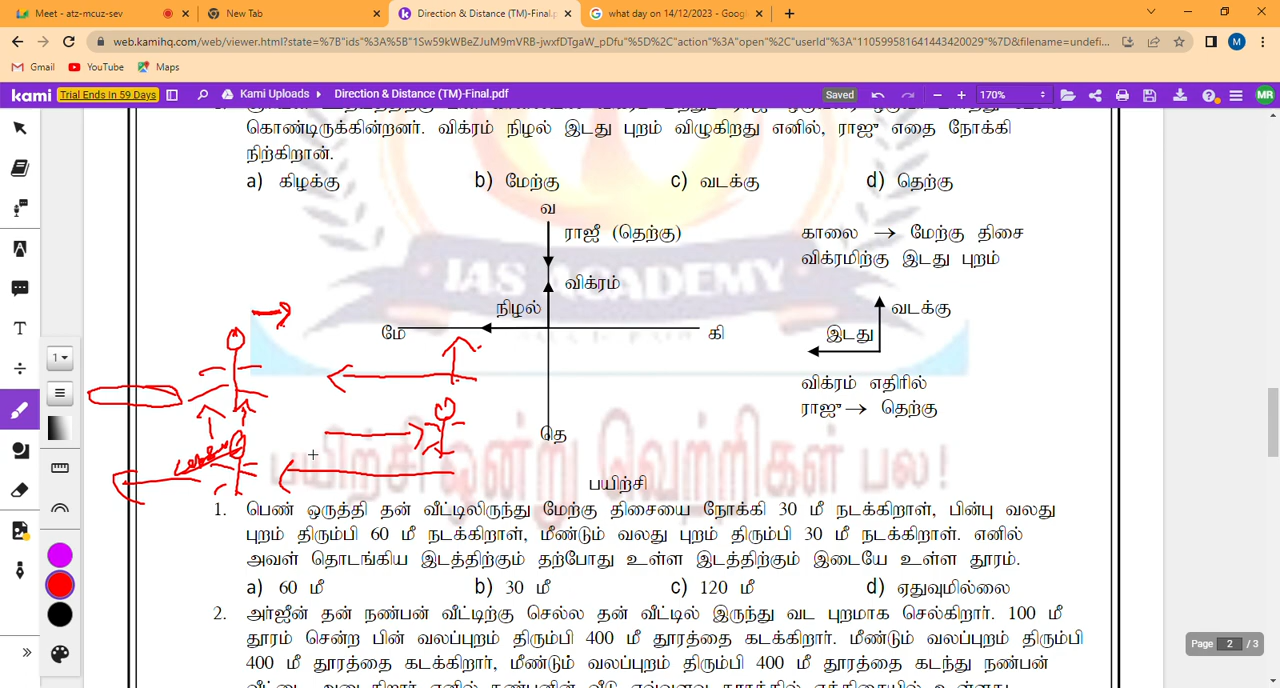 Meet - atz-mcuz-sev
New Tab
Direction & Distance (TM)-Final.p
what day on 14/12/2023 - Goog
web.kamihq.com/web/viewer.html?state=%7B"ids"%3A%5B"1Sw59kWBeZJuM9mVRB-jwxfDTgaW_pDfu"%5D%2C"action"%3A"open"%2C"userId"%3A"110599581641443420029"%7D&filename=undefi...
Gmail YouTube Maps
kami Trial Ends In 59 Days Kami Uploads Direction & Distance (TM)-Final.pdf Saved 170% MR
கொண்டிருக்கின்றனர். விக்ரம் நிழல் இடது புறம் விழுகிறது எனில், ராஜு எதை நோக்கி
நிற்கிறான்.
a) கிழக்கு b) மேற்கு c) வடக்கு d) தெற்கு
வ
ராஜீ (தெற்கு) காலை → மேற்கு திசை
விக்ரமிற்கு இடது புறம்
IAS ACADEMY
விக்ரம்
நிழல் வடக்கு
மே கி இடது
விக்ரம் எதிரில்
ராஜு → தெற்கு
தெ
பயிற்சி ஒன்றே வெற்றிகள் பல!
பயிற்சி
1. பெண் ஒருத்தி தன் வீட்டிலிருந்து மேற்கு திசையை நோக்கி 30 மீ நடக்கிறாள், பின்பு வலது
புறம் திரும்பி 60 மீ நடக்கிறாள், மீண்டும் வலது புறம் திரும்பி 30 மீ நடக்கிறாள். எனில்
அவள் தொடங்கிய இடத்திற்கும் தற்போது உள்ள இடத்திற்கும் இடையே உள்ள தூரம்.
a) 60 மீ b) 30 மீ c) 120 மீ d) ஏதுவுமில்லை
2. அர்ஜீன் தன் நண்பன் வீட்டிற்கு செல்ல தன் வீட்டில் இருந்து வட புறமாக செல்கிறார். 100 மீ
தூரம் சென்ற பின் வலப்புறம் திரும்பி 400 மீ தூரத்தை கடக்கிறார். மீண்டும் வலப்புறம் திரும்பி
400 மீ தூரத்தை கடக்கிறார், மீண்டும் வலப்புறம் திரும்பி 400 மீ தூரத்தை கடந்து நண்பன்
Page 2 / 3